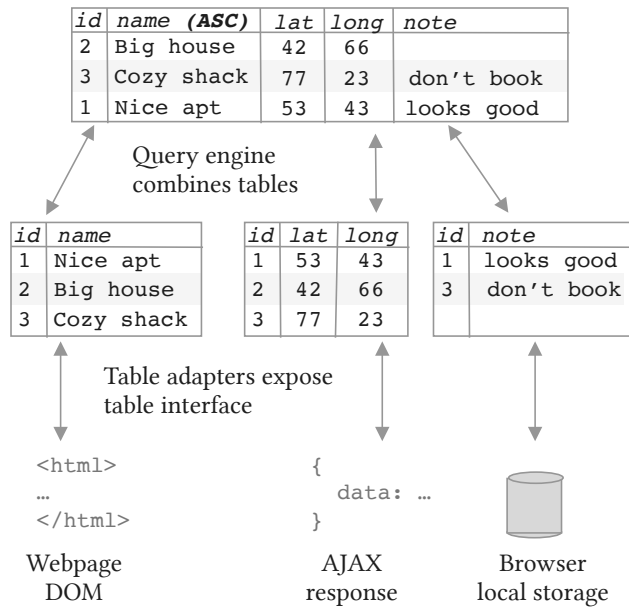 id name (ASC) lat long note
2 Big house 42 66
3 Cozy shack 77 23 don't book
1 Nice apt 53 43 looks good
Query engine
combines tables
id name
1 Nice apt
2 Big house
3 Cozy shack
id lat long
1 53 43
2 42 66
3 77 23
id note
1 looks good
3 don't book
Table adapters expose
table interface
<html>
…
</html>
{
data: …
}
Webpage
DOM
AJAX
response
Browser
local storage